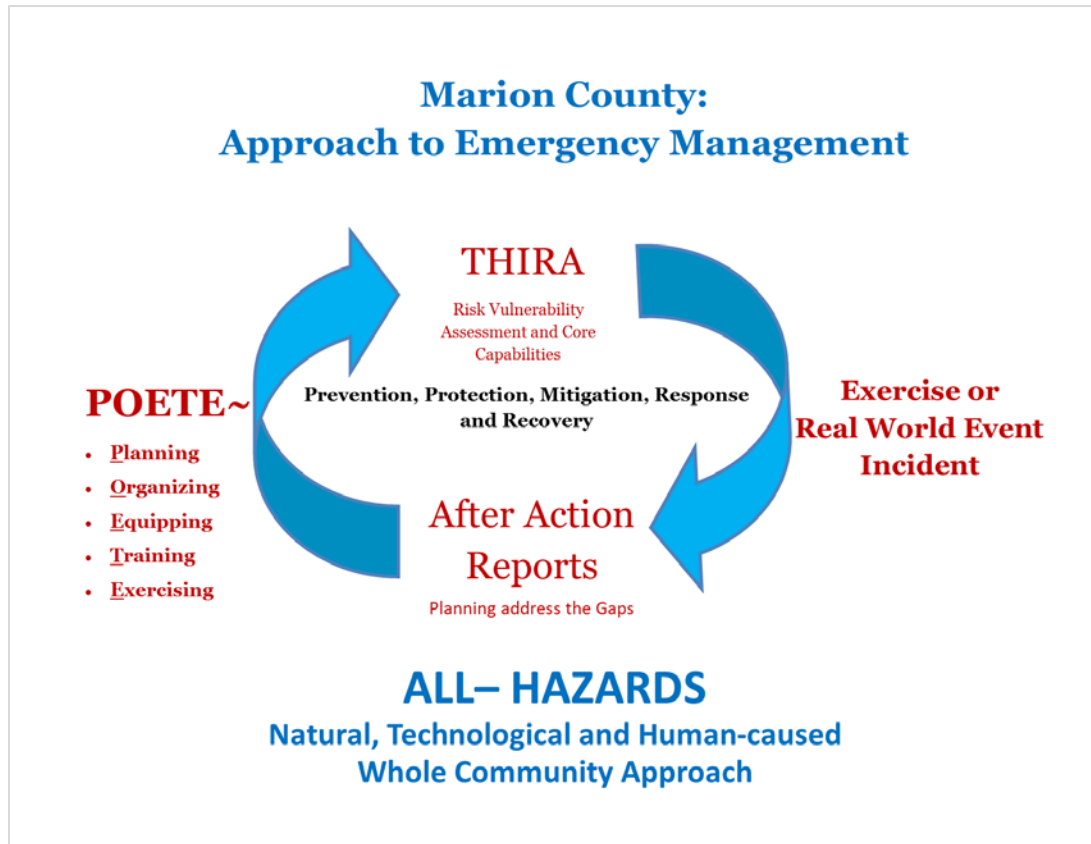 Marion County:
Approach to Emergency Management
THIRA
Risk Vulnerability
Assessment and Core
Capabilities
Prevention, Protection, Mitigation, Response
and Recovery
POETE~
• Planning
• Organizing
• Equipping
• Training
• Exercising
Exercise or
Real World Event
Incident
After Action
Reports
Planning address the Gaps
ALL– HAZARDS
Natural, Technological and Human-caused
Whole Community Approach